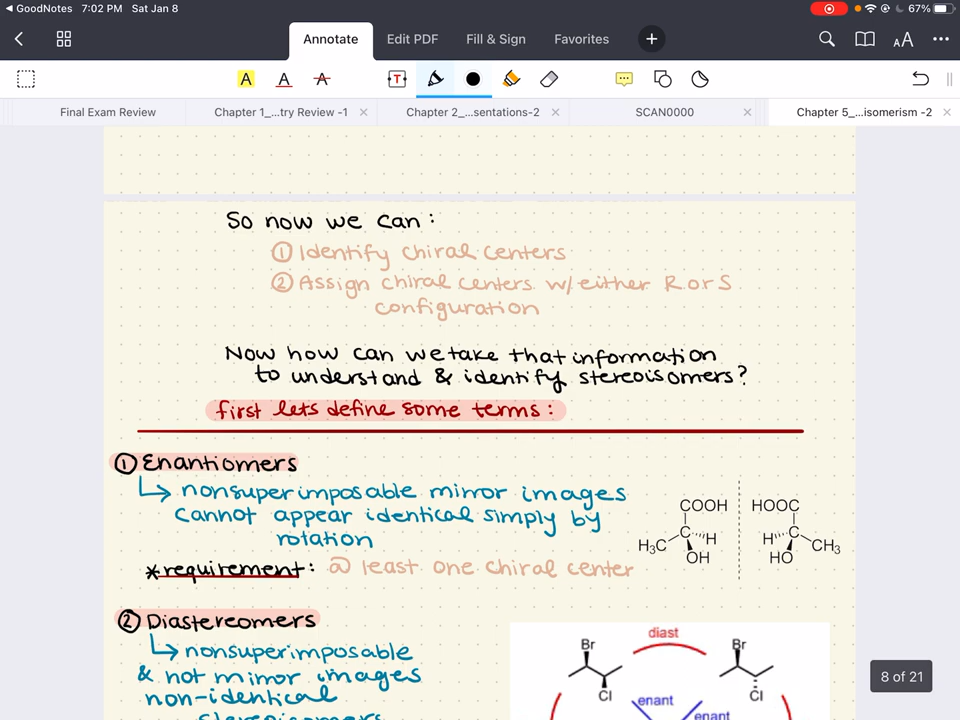 GoodNotes 7:02 PM Sat Jan 8 67%
Annotate Edit PDF Fill & Sign Favorites
AA
A A A T
Final Exam Review Chapter 1_...try Review -1 Chapter 2_...sentations-2 SCAN0000 Chapter 5_...isomerism -2
So now we can:
① Identify chiral centers
② Assign chiral centers w/ either R or S
configuration
Now how can we take that information
to understand & identify stereoisomers?
first lets define some terms:
① Enantiomers
↳ nonsuperimposable mirror images
cannot appear identical simply by
rotation
*requirement: @ least one chiral center
COOH HOOC
C H H C
H3C OH HO CH3
② Diastereomers
↳ nonsuperimposable
& not mirror images
non-identical
stereoisomers
Br diast Br
Cl Cl
enant
enant
8 of 21